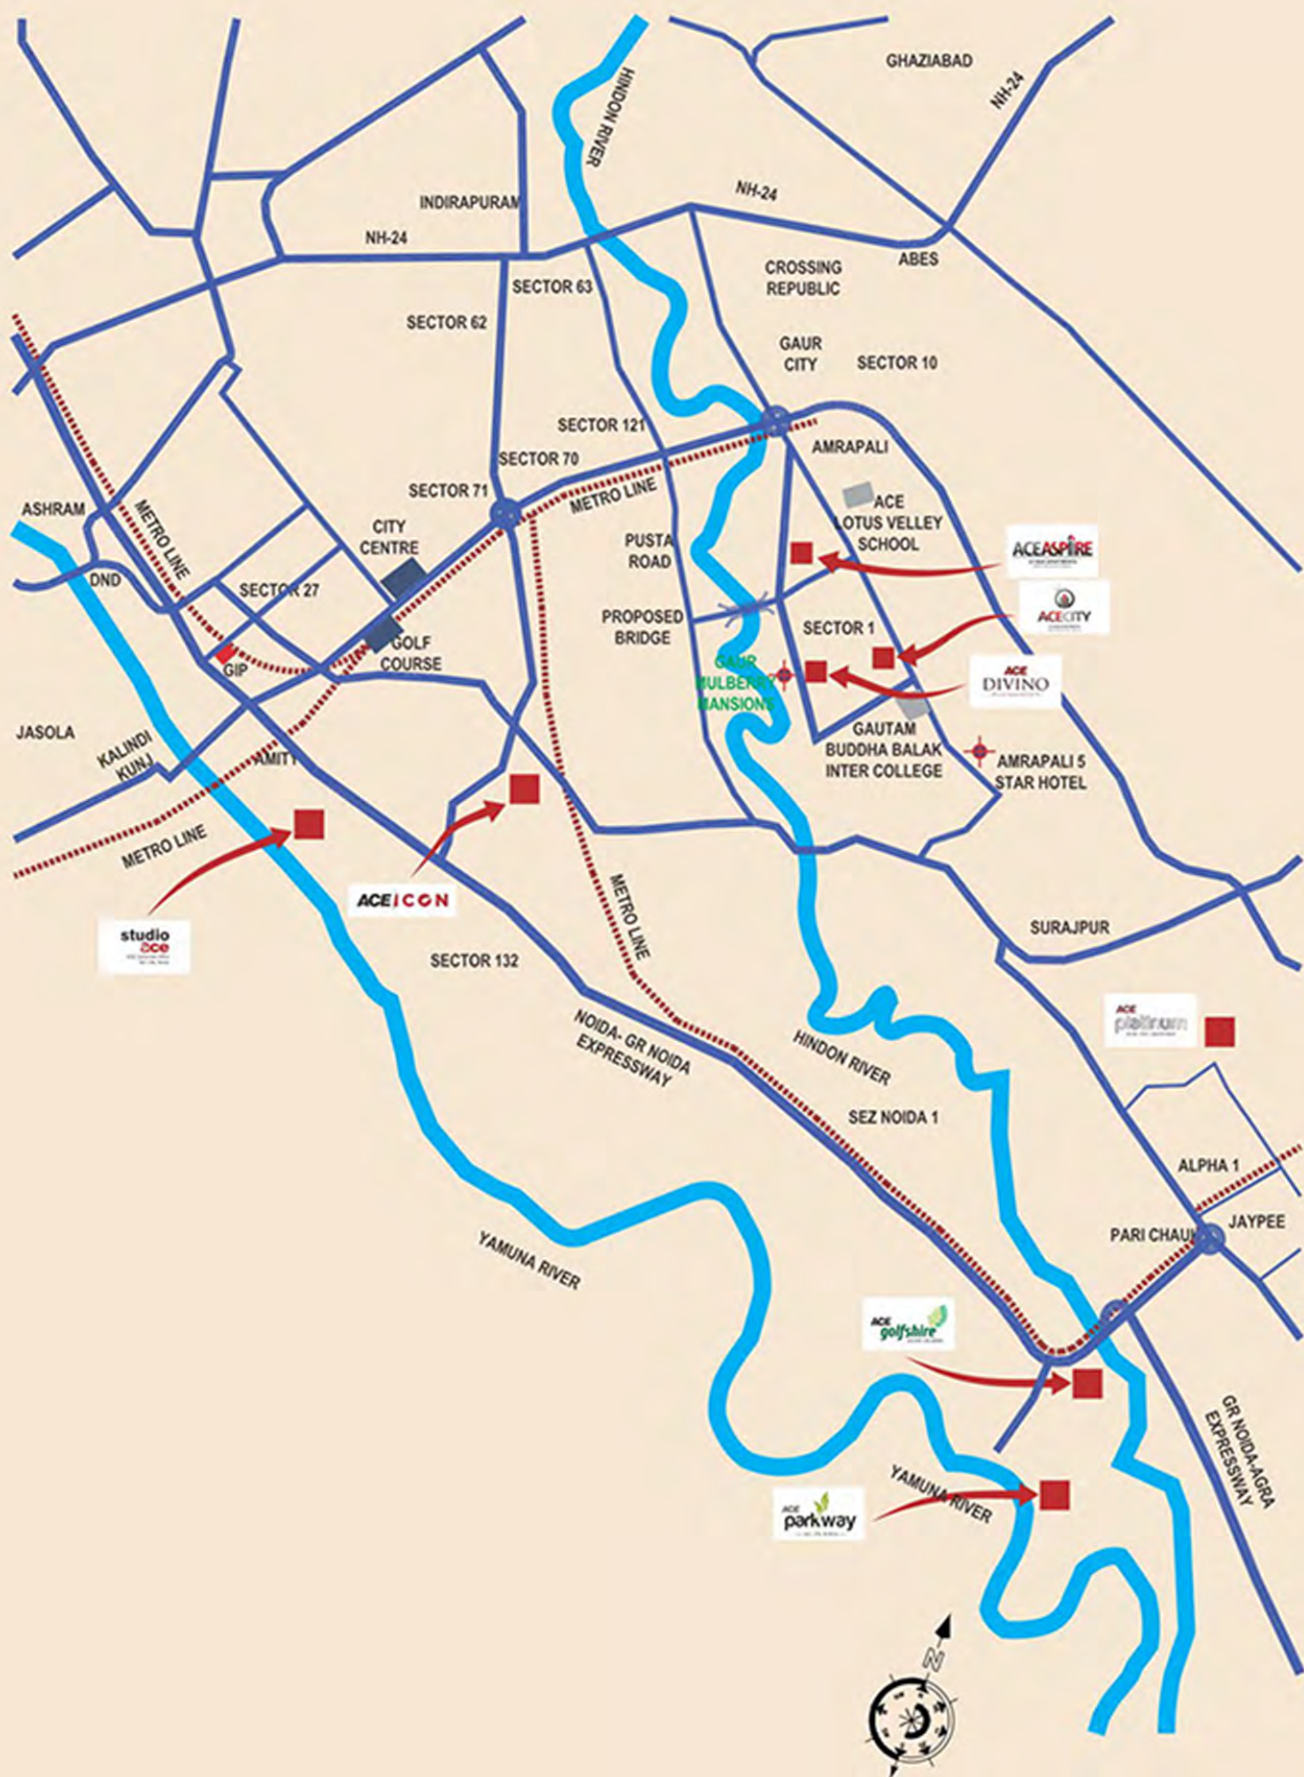 GHAZIABAD
NH-24
HINDON RIVER
NH-24
INDIRAPURAM
NH-24
ABES
CROSSING
REPUBLIC
SECTOR 63
SECTOR 62
GAUR
CITY
SECTOR 10
SECTOR 121
AMRAPALI
SECTOR 70
SECTOR 71
METRO LINE
ASHRAM
METRO LINE
CITY
CENTRE
ACE
LOTUS VELLEY
SCHOOL
PUSTA
ROAD
ACEASPIRE
DND
SECTOR 27
PROPOSED
BRIDGE
SECTOR 1
ACECITY
GOLF
COURSE
GIP
GAUR
MULBERRY
MANSIONS
ACE
DIVINO
JASOLA
KALINDI
KUNJ
AMITY
GAUTAM
BUDDHA BALAK
INTER COLLEGE
AMRAPALI 5
STAR HOTEL
METRO LINE
ACE ICON
METRO LINE
studio
ace
SECTOR 132
SURAJPUR
ACE
platinum
NOIDA- GR NOIDA
EXPRESSWAY
HINDON RIVER
SEZ NOIDA 1
ALPHA 1
PARI CHAUK
JAYPEE
YAMUNA RIVER
ACE
golfshire
GR NOIDA-AGRA
EXPRESSWAY
YAMUNA RIVER
ACE
parkway
N